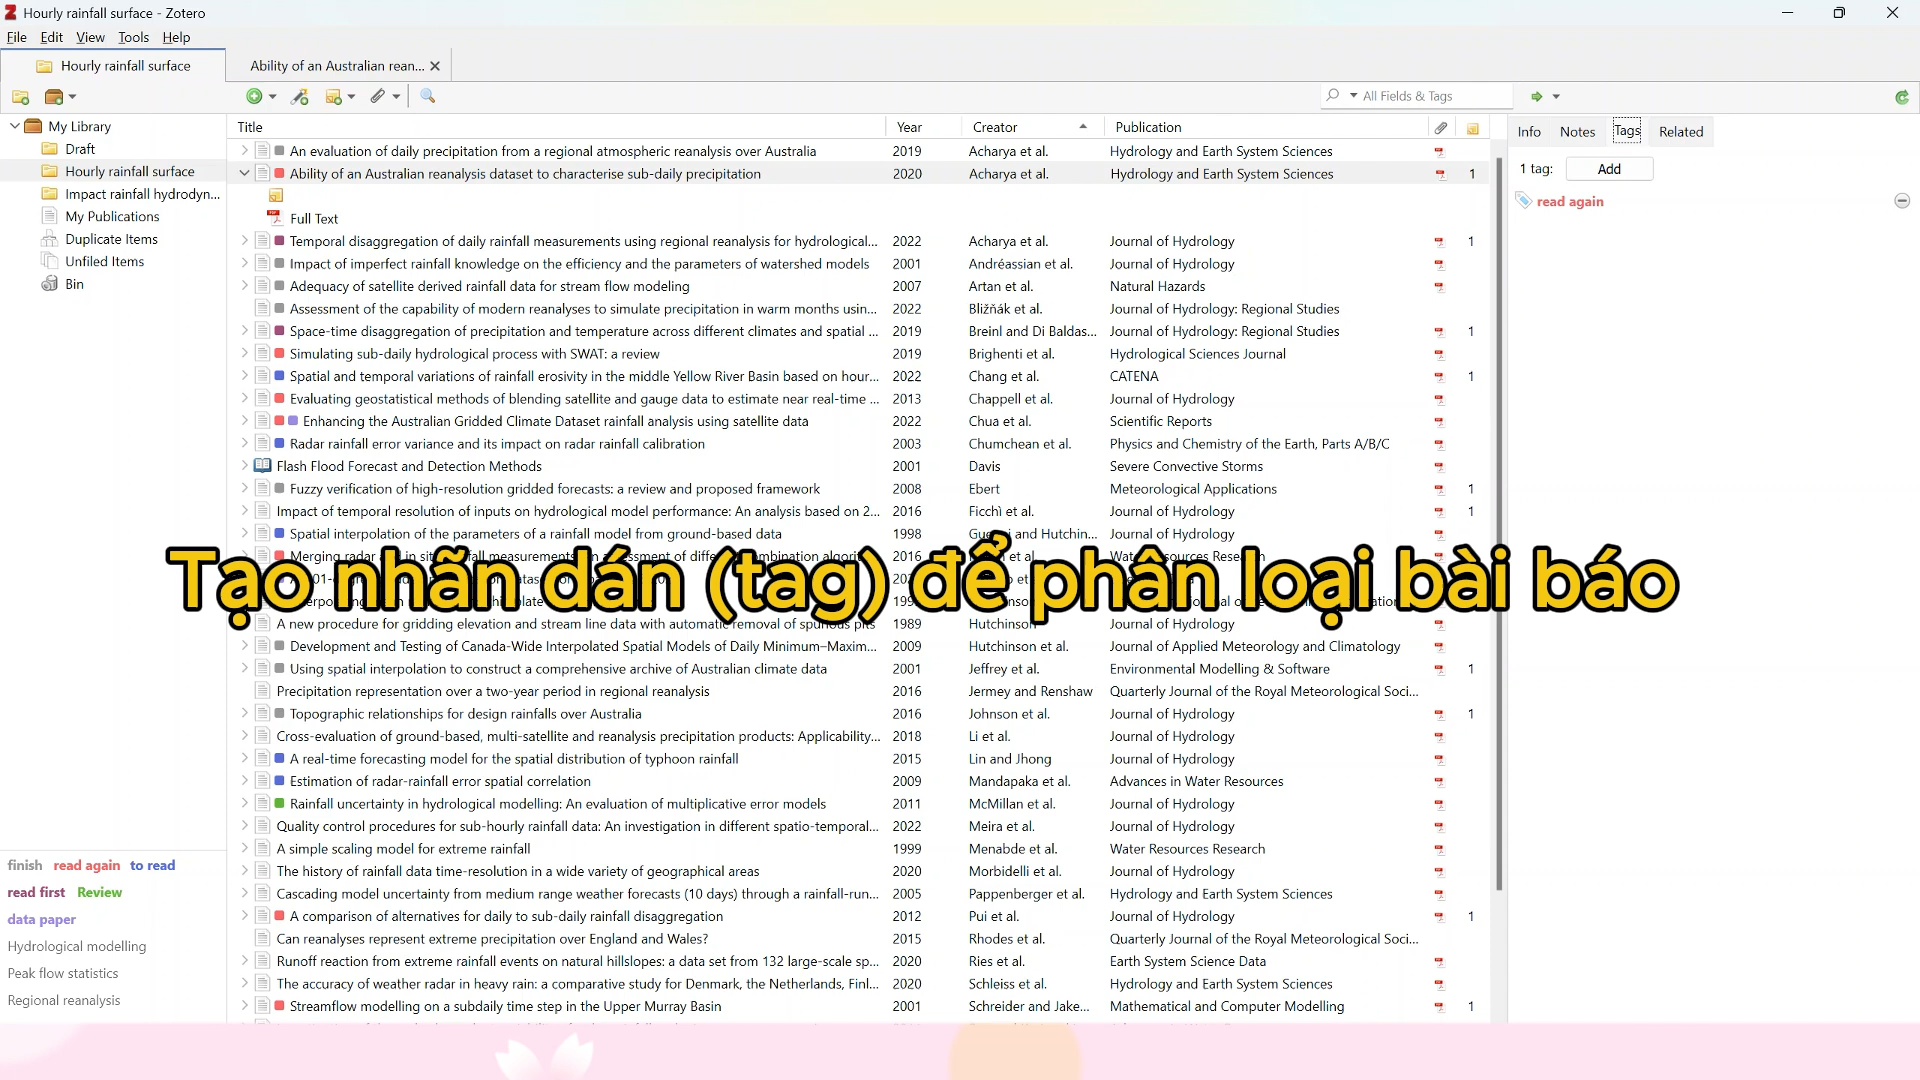 Hourly rainfall surface - Zotero
File Edit View Tools Help
Hourly rainfall surface
Ability of an Australian rean...
All Fields & Tags
My Library
Draft
Hourly rainfall surface
Impact rainfall hydrodyn...
My Publications
Duplicate Items
Unfiled Items
Bin
Title Year Creator Publication
An evaluation of daily precipitation from a regional atmospheric reanalysis over Australia 2019 Acharya et al. Hydrology and Earth System Sciences
Ability of an Australian reanalysis dataset to characterise sub-daily precipitation 2020 Acharya et al. Hydrology and Earth System Sciences 1
Full Text
Temporal disaggregation of daily rainfall measurements using regional reanalysis for hydrological... 2022 Acharya et al. Journal of Hydrology 1
Impact of imperfect rainfall knowledge on the efficiency and the parameters of watershed models 2001 Andréassian et al. Journal of Hydrology
Adequacy of satellite derived rainfall data for stream flow modeling 2007 Artan et al. Natural Hazards
Assessment of the capability of modern reanalyses to simulate precipitation in warm months usin... 2022 Bližňák et al. Journal of Hydrology: Regional Studies
Space-time disaggregation of precipitation and temperature across different climates and spatial ... 2019 Breinl and Di Baldas... Journal of Hydrology: Regional Studies 1
Simulating sub-daily hydrological process with SWAT: a review 2019 Brighenti et al. Hydrological Sciences Journal
Spatial and temporal variations of rainfall erosivity in the middle Yellow River Basin based on hour... 2022 Chang et al. CATENA 1
Evaluating geostatistical methods of blending satellite and gauge data to estimate near real-time ... 2013 Chappell et al. Journal of Hydrology
Enhancing the Australian Gridded Climate Dataset rainfall analysis using satellite data 2022 Chua et al. Scientific Reports
Radar rainfall error variance and its impact on radar rainfall calibration 2003 Chumchean et al. Physics and Chemistry of the Earth, Parts A/B/C
Flash Flood Forecast and Detection Methods 2001 Davis Severe Convective Storms
Fuzzy verification of high-resolution gridded forecasts: a review and proposed framework 2008 Ebert Meteorological Applications 1
Impact of temporal resolution of inputs on hydrological model performance: An analysis based on 2... 2016 Ficchì et al. Journal of Hydrology 1
Spatial interpolation of the parameters of a rainfall model from ground-based data 1998 and Hutchin... Journal of Hydrology
Merging radar in 2016 et al.
Tạo nhãn dán (tag) để phân loại bài báo
A new procedure for gridding elevation and stream line data with automatic removal of spurious pits 1989 Hutchinson Journal of Hydrology
Development and Testing of Canada-Wide Interpolated Spatial Models of Daily Minimum–Maxim... 2009 Hutchinson et al. Journal of Applied Meteorology and Climatology
Using spatial interpolation to construct a comprehensive archive of Australian climate data 2001 Jeffrey et al. Environmental Modelling & Software 1
Precipitation representation over a two-year period in regional reanalysis 2016 Jermey and Renshaw Quarterly Journal of the Royal Meteorological Soci...
Topographic relationships for design rainfalls over Australia 2016 Johnson et al. Journal of Hydrology 1
Cross-evaluation of ground-based, multi-satellite and reanalysis precipitation products: Applicability... 2018 Li et al. Journal of Hydrology
A real-time forecasting model for the spatial distribution of typhoon rainfall 2015 Lin and Jhong Journal of Hydrology
Estimation of radar-rainfall error spatial correlation 2009 Mandapaka et al. Advances in Water Resources
Rainfall uncertainty in hydrological modelling: An evaluation of multiplicative error models 2011 McMillan et al. Journal of Hydrology
Quality control procedures for sub-hourly rainfall data: An investigation in different spatio-temporal... 2022 Meira et al. Journal of Hydrology
A simple scaling model for extreme rainfall 1999 Menabde et al. Water Resources Research
The history of rainfall data time-resolution in a wide variety of geographical areas 2020 Morbidelli et al. Journal of Hydrology
Cascading model uncertainty from medium range weather forecasts (10 days) through a rainfall-run... 2005 Pappenberger et al. Hydrology and Earth System Sciences
A comparison of alternatives for daily to sub-daily rainfall disaggregation 2012 Pui et al. Journal of Hydrology 1
Can reanalyses represent extreme precipitation over England and Wales? 2015 Rhodes et al. Quarterly Journal of the Royal Meteorological Soci...
Runoff reaction from extreme rainfall events on natural hillslopes: a data set from 132 large-scale sp... 2020 Ries et al. Earth System Science Data
The accuracy of weather radar in heavy rain: a comparative study for Denmark, the Netherlands, Finl... 2020 Schleiss et al. Hydrology and Earth System Sciences
Streamflow modelling on a subdaily time step in the Upper Murray Basin 2001 Schreider and Jake... Mathematical and Computer Modelling 1
Info Notes Tags Related
1 tag: Add
read again
finish read again to read
read first Review
data paper
Hydrological modelling
Peak flow statistics
Regional reanalysis